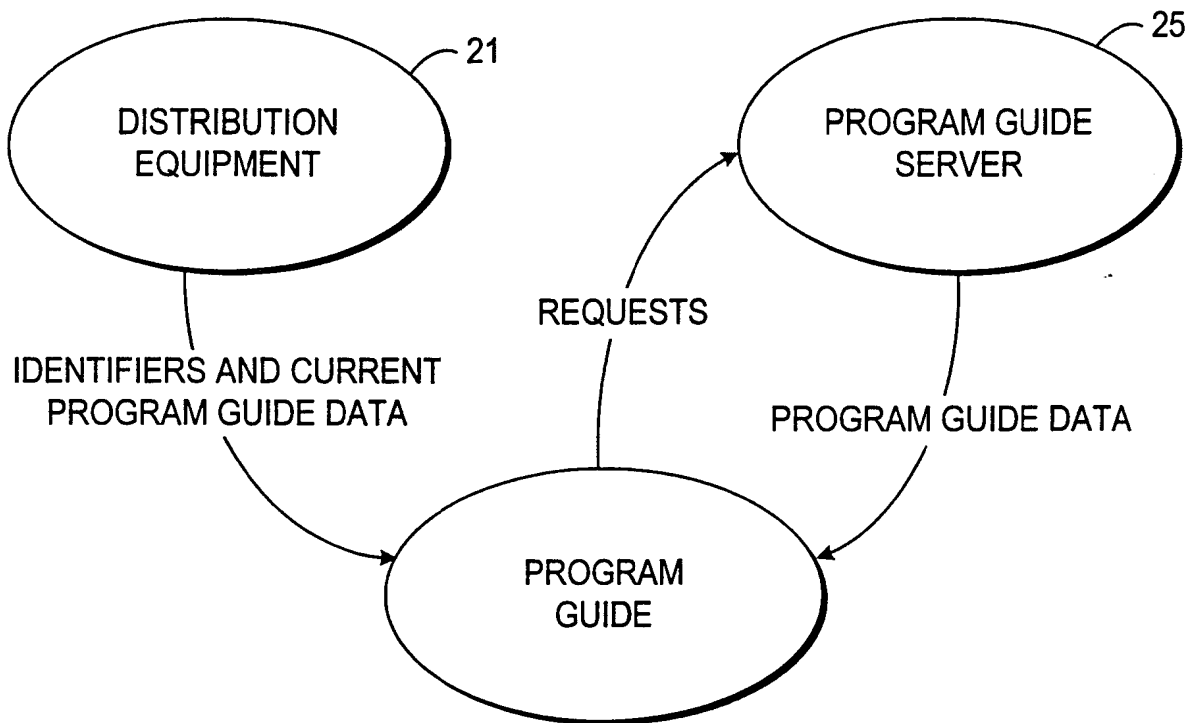 21
DISTRIBUTION
EQUIPMENT
25
PROGRAM GUIDE
SERVER
REQUESTS
IDENTIFIERS AND CURRENT
PROGRAM GUIDE DATA
PROGRAM GUIDE DATA
PROGRAM
GUIDE